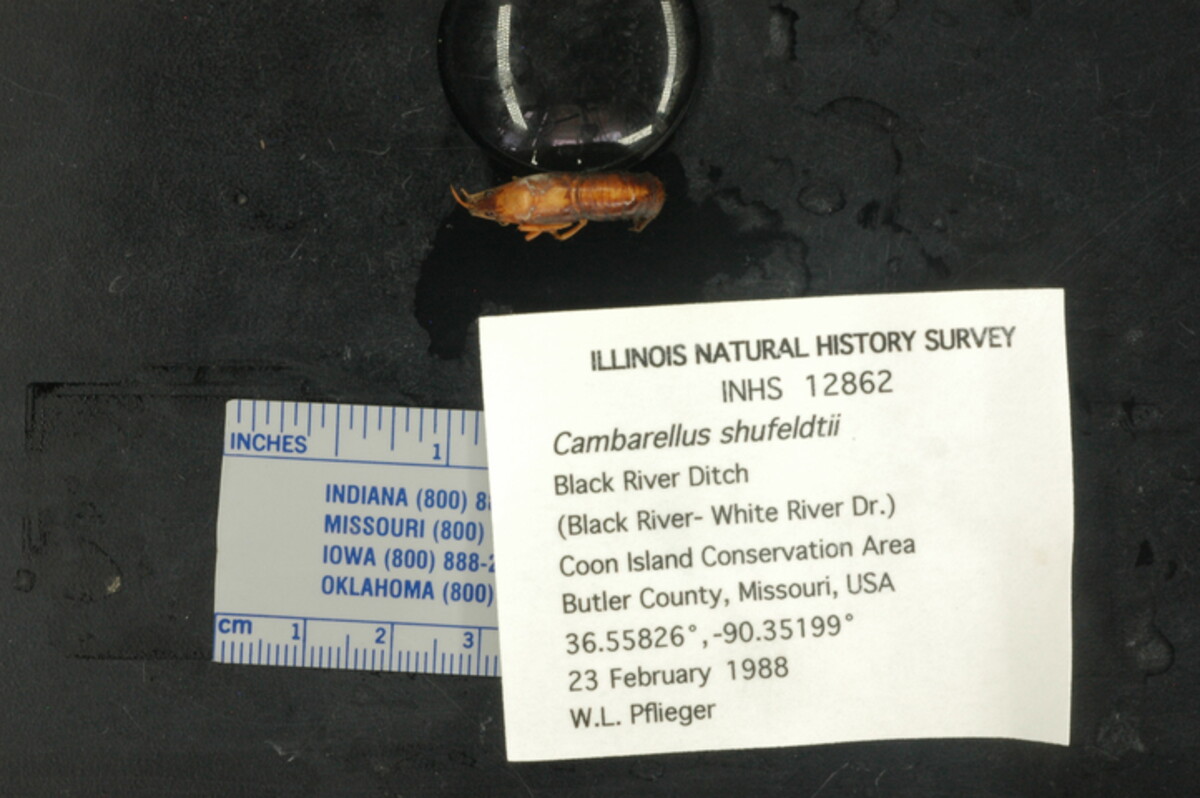 ILLINOIS NATURAL HISTORY SURVEY
INHS 12862
Cambarellus shufeldtii
Black River Ditch
(Black River- White River Dr.)
Coon Island Conservation Area
Butler County, Missouri, USA
36.55826°,-90.35199°
23 February 1988
W.L. Pflieger
INCHES 1
INDIANA (800) 8
MISSOURI (800)
IOWA (800) 888-2
OKLAHOMA (800)
cm 1 2 3